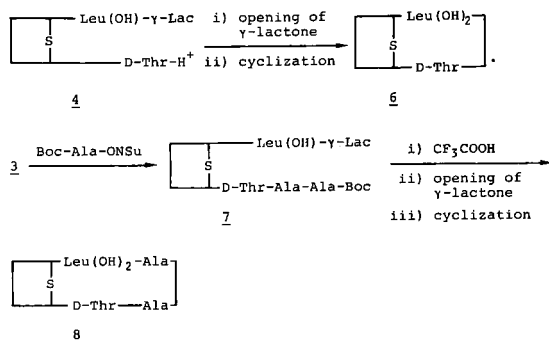 Leu(OH)-γ-Lac
S
D-Thr-H⁺
4
i) opening of
γ-lactone
ii) cyclization
Leu(OH)₂
S
D-Thr
.
6
3
Boc-Ala-ONSu
Leu(OH)-γ-Lac
S
D-Thr-Ala-Ala-Boc
7
i) CF₃COOH
ii) opening of
γ-lactone
iii) cyclization
Leu(OH)₂-Ala
S
D-Thr—Ala
8